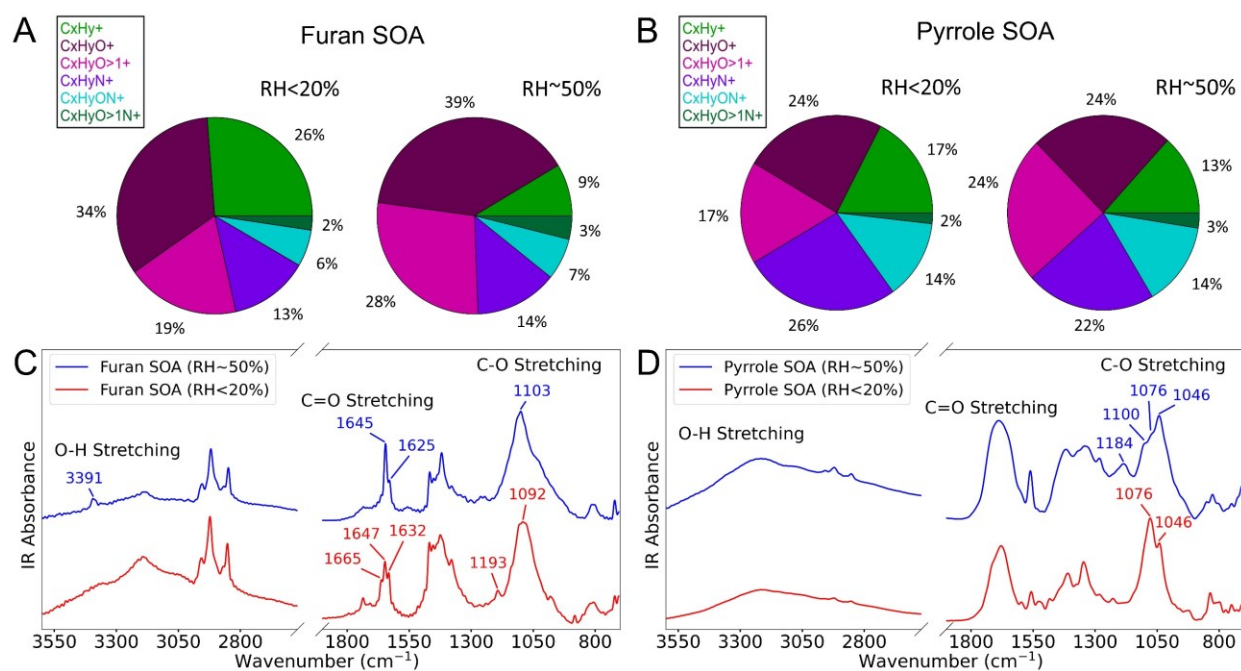 A
Furan SOA
CxHy+
CxHyO+
CxHyO>1+
CxHyN+
CxHyON+
CxHyO>1N+
RH<20%
26%
34%
19%
13%
6%
2%
RH~50%
39%
9%
28%
14%
7%
3%
B
Pyrrole SOA
CxHy+
CxHyO+
CxHyO>1+
CxHyN+
CxHyON+
CxHyO>1N+
RH<20%
24%
17%
17%
26%
14%
2%
RH~50%
24%
13%
24%
22%
14%
3%
C
Furan SOA (RH~50%)
Furan SOA (RH<20%)
C-O Stretching
1103
C=O Stretching
1645
1625
O-H Stretching
3391
1092
1647
1632
1665
1193
IR Absorbance
3550 3300 3050 2800 1800 1550 1300 1050 800
Wavenumber (cm⁻¹)
D
Pyrrole SOA (RH~50%)
Pyrrole SOA (RH<20%)
C-O Stretching
1076
1046
1100
1184
C=O Stretching
O-H Stretching
1076
1046
IR Absorbance
3550 3300 3050 2800 1800 1550 1300 1050 800
Wavenumber (cm⁻¹)